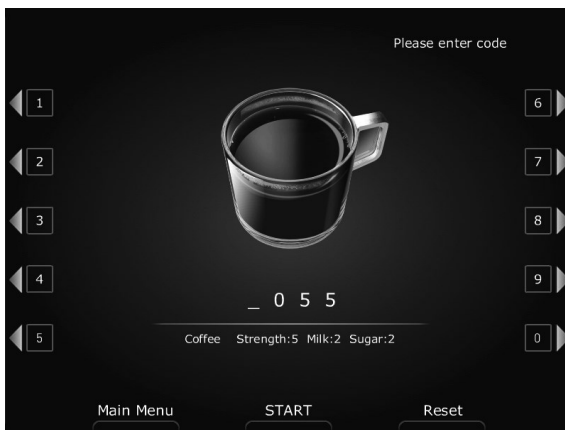 Please enter code
1
6
2
7
3
8
4
9
_ 0 5 5
5
Coffee Strength:5 Milk:2 Sugar:2
0
Main Menu START Reset